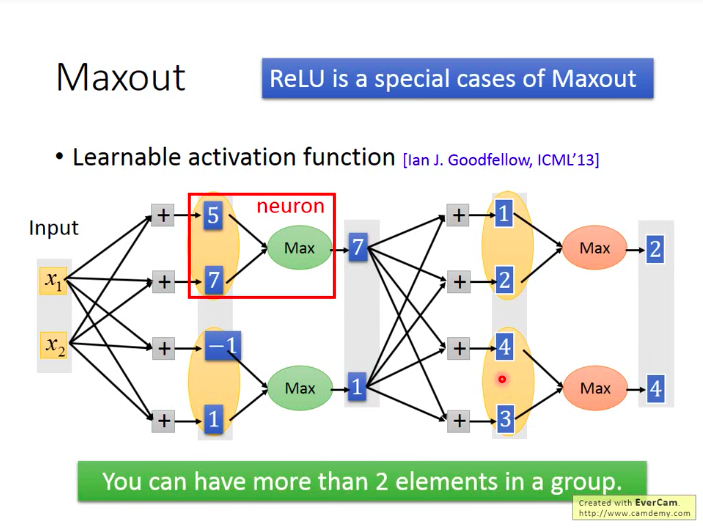 Maxout
ReLU is a special cases of Maxout
• Learnable activation function [Ian J. Goodfellow, ICML'13]
neuron
Input
+ 5
+ 7
Max 7
x₁
x₂
+ −1
+ 1
Max 1
+ 1
+ 2
Max 2
+ 4
+ 3
Max 4
You can have more than 2 elements in a group.
Created with EverCam.
http://www.camdemy.com